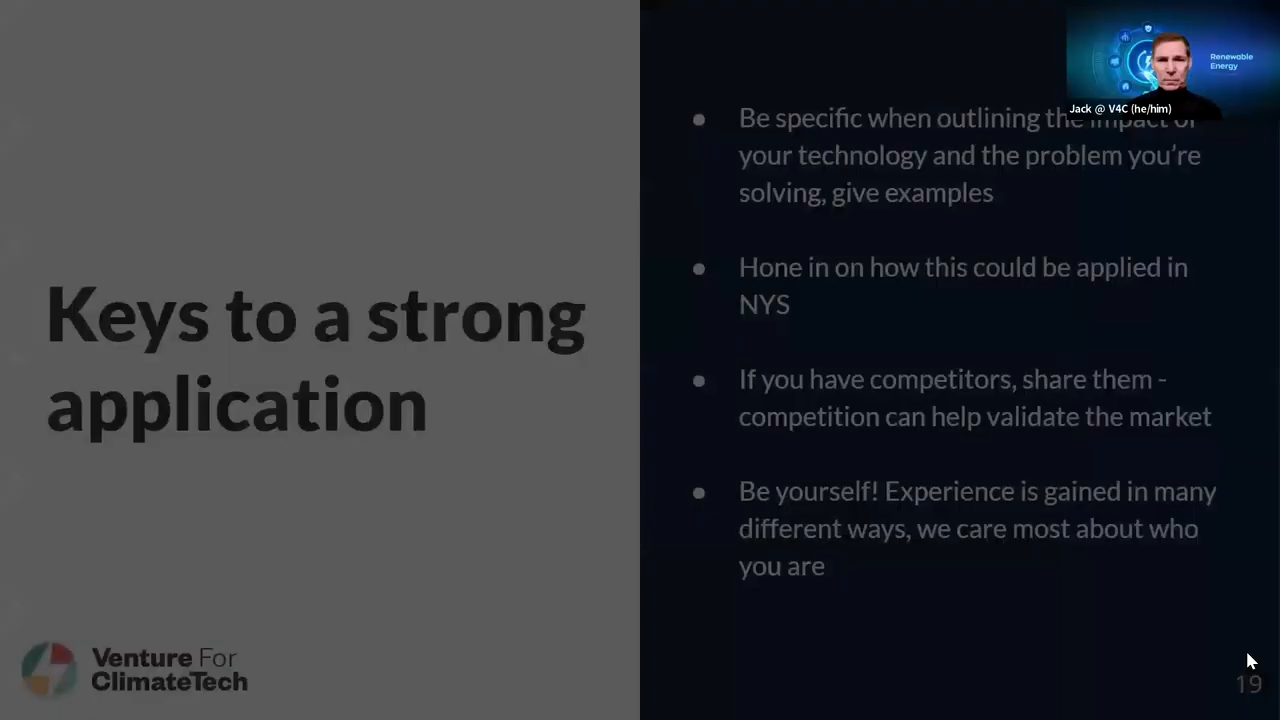 Keys to a strong
application
Be specific when outlining the impact of
your technology and the problem you're
solving, give examples
Hone in on how this could be applied in
NYS
If you have competitors, share them -
competition can help validate the market
Be yourself! Experience is gained in many
different ways, we care most about who
you are
Renewable
Energy
Jack @ V4C (he/him)
Venture For
ClimateTech
19